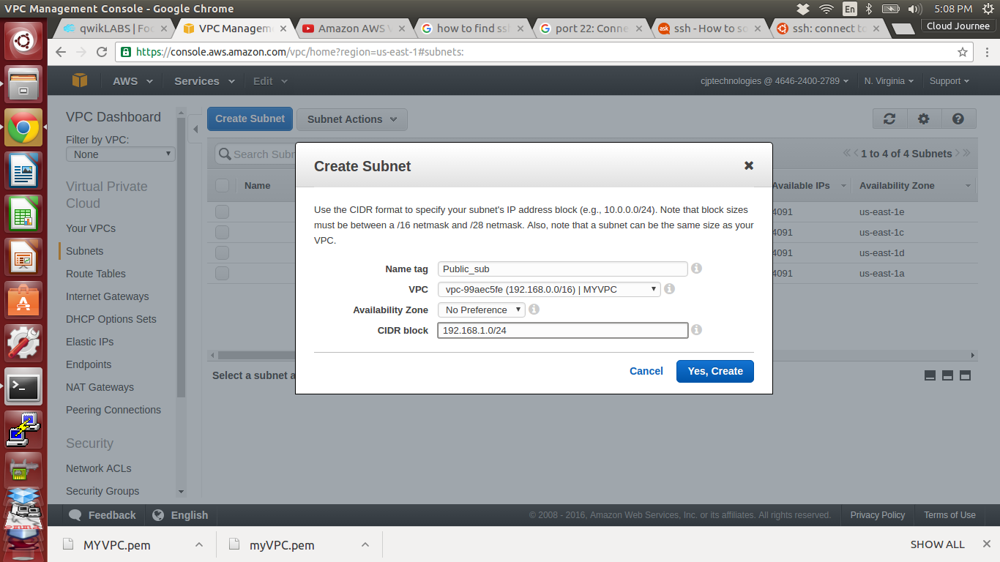 VPC Management Console - Google Chrome
En
5:08 PM
qwikLABS | Foc
VPC Managem
Amazon AWS V
how to find ssh
port 22: Conne
ssh - How to so
ssh: connect to
Cloud Journee
https://console.aws.amazon.com/vpc/home?region=us-east-1#subnets:
AWS
Services
Edit
cjptechnologies @ 4646-2400-2789
N. Virginia
Support
VPC Dashboard
Filter by VPC:
None
Virtual Private
Cloud
Your VPCs
Subnets
Route Tables
Internet Gateways
DHCP Options Sets
Elastic IPs
Endpoints
NAT Gateways
Peering Connections
Security
Network ACLs
Security Groups
Create Subnet
Subnet Actions
Search Subn
1 to 4 of 4 Subnets
Name
Available IPs
Availability Zone
4091
us-east-1e
4091
us-east-1c
4091
us-east-1d
4091
us-east-1a
Select a subnet a
Create Subnet
Use the CIDR format to specify your subnet's IP address block (e.g., 10.0.0.0/24). Note that block sizes
must be between a /16 netmask and /28 netmask. Also, note that a subnet can be the same size as your
VPC.
Name tag
Public_sub
VPC
vpc-99aec5fe (192.168.0.0/16) | MYVPC
Availability Zone
No Preference
CIDR block
192.168.1.0/24
Cancel
Yes, Create
Feedback
English
© 2008 - 2016, Amazon Web Services, Inc. or its affiliates. All rights reserved.
Privacy Policy
Terms of Use
MYVPC.pem
myVPC.pem
SHOW ALL